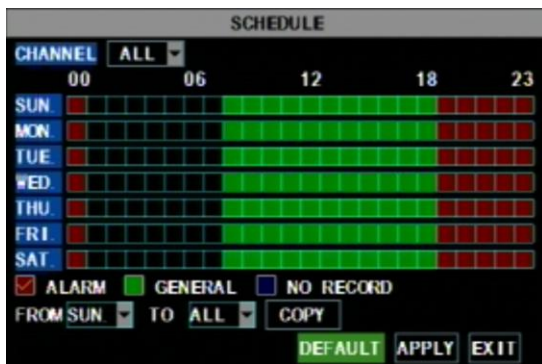 SCHEDULE
CHANNEL ALL
00 06 12 18 23
SUN.
MON.
TUE.
WED.
THU.
FRI.
SAT.
ALARM GENERAL NO RECORD
FROM SUN. TO ALL COPY
DEFAULT APPLY EXIT